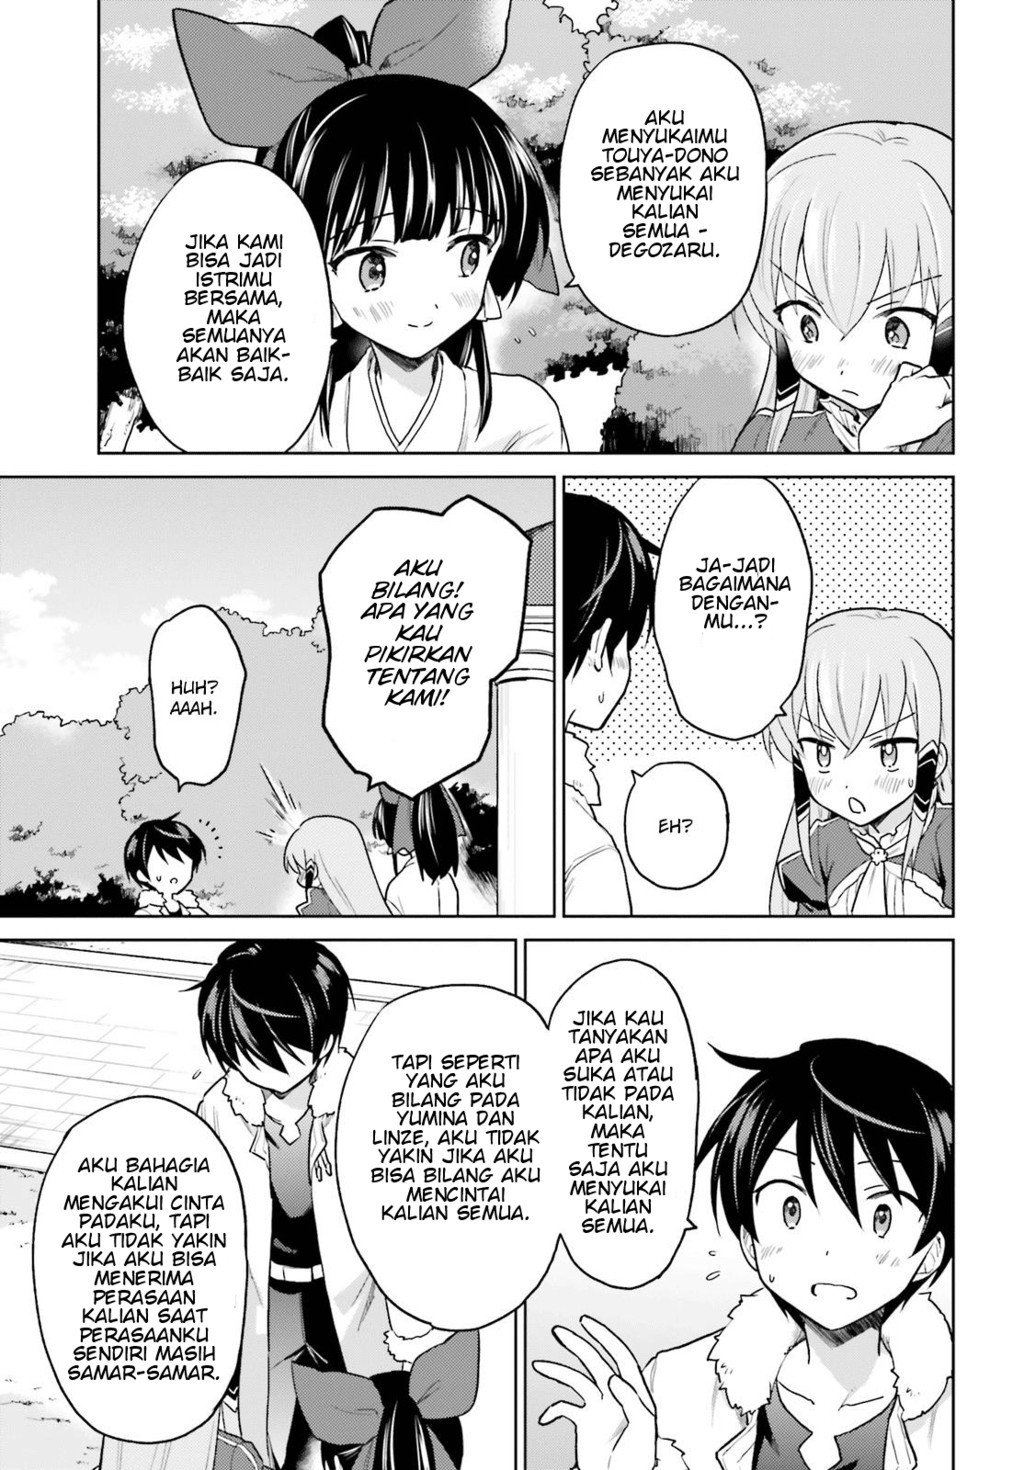 AKU
MENYUKAIMU
TOUYA-DONO
SEBANYAK AKU
MENYUKAI
KALIAN
SEMUA -
DEGOZARU.
JIKA KAMI
BISA JADI
ISTRIMU
BERSAMA,
MAKA
SEMUANYA
AKAN BAIK-
BAIK SAJA.
JA-JADI
BAGAIMANA
DENGAN-
MU...?
EH?
AKU
BILANG!
APA YANG
KAU
PIKIRKAN
TENTANG
KAMI!
HUH?
AAAH.
JIKA KAU
TANYAKAN
APA AKU
SUKA ATAU
TIDAK PADA
KALIAN,
MAKA
TENTU
SAJA AKU
MENYUKAI
KALIAN
SEMUA.
TAPI SEPERTI
YANG AKU
BILANG PADA
YUMINA DAN
LINZE, AKU TIDAK
YAKIN JIKA AKU
BISA BILANG AKU
MENCINTAI
KALIAN SEMUA.
AKU BAHAGIA
KALIAN
MENGAKUI CINTA
PADAKU, TAPI
AKU TIDAK YAKIN
JIKA AKU BISA
MENERIMA
PERASAAN
KALIAN SAAT
PERASAANKU
SENDIRI MASIH
SAMAR-SAMAR.